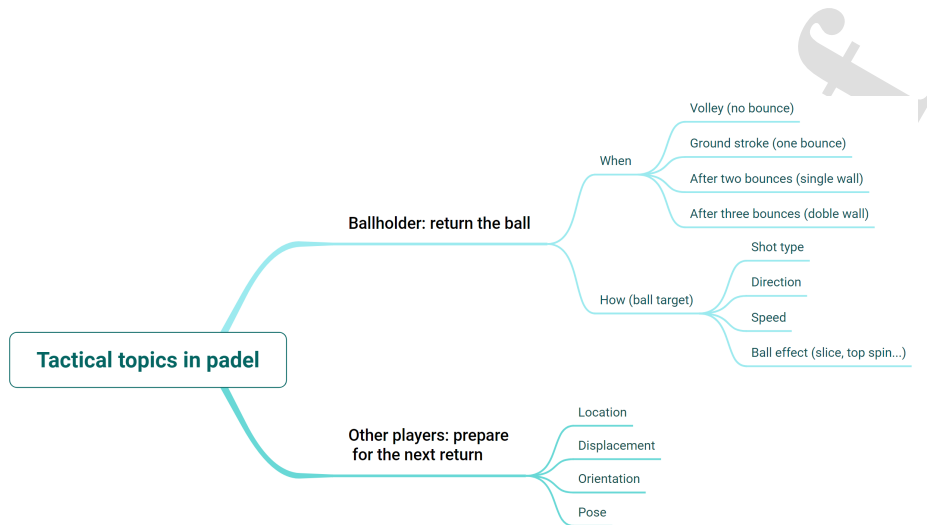 Tactical topics in padel
Ballholder: return the ball
When
Volley (no bounce)
Ground stroke (one bounce)
After two bounces (single wall)
After three bounces (doble wall)
How (ball target)
Shot type
Direction
Speed
Ball effect (slice, top spin...)
Other players: prepare
for the next return
Location
Displacement
Orientation
Pose